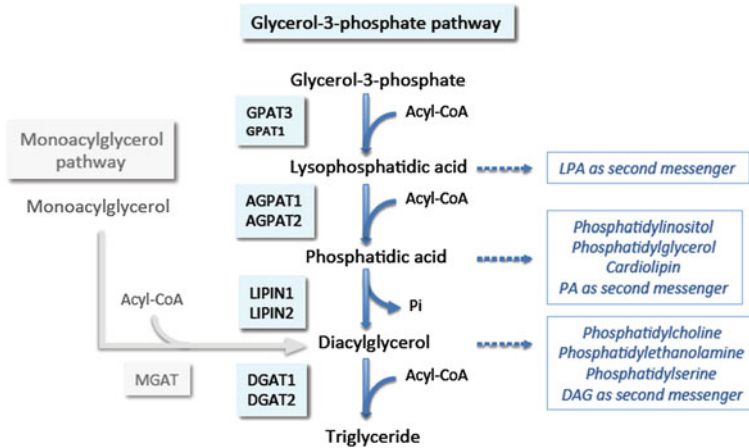 Glycerol-3-phosphate pathway
Glycerol-3-phosphate
GPAT3
GPAT1
Acyl-CoA
Monoacylglycerol
pathway
Lysophosphatidic acid
LPA as second messenger
Monoacylglycerol
AGPAT1
AGPAT2
Acyl-CoA
Phosphatidic acid
Phosphatidylinositol
Phosphatidylglycerol
Cardiolipin
PA as second messenger
Acyl-CoA
LIPIN1
LIPIN2
Pi
Diacylglycerol
Phosphatidylcholine
Phosphatidylethanolamine
Phosphatidylserine
DAG as second messenger
MGAT
DGAT1
DGAT2
Acyl-CoA
Triglyceride